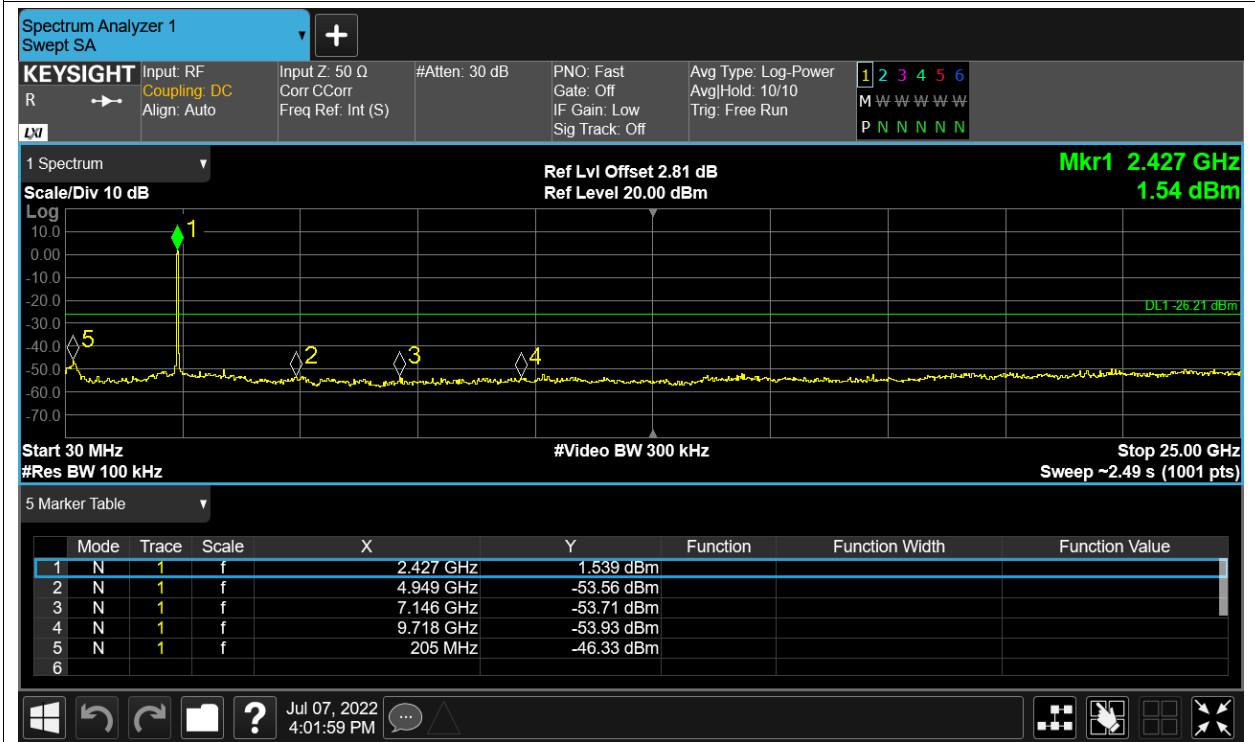 Spectrum Analyzer 1
Swept SA
+
KEYSIGHT Input: RF Input Z: 50 Ω #Atten: 30 dB PNO: Fast Avg Type: Log-Power 1 2 3 4 5 6
R Coupling: DC Corr CCorr Gate: Off Avg|Hold: 10/10 M W W W W W
Align: Auto Freq Ref: Int (S) IF Gain: Low Trig: Free Run
LXI Sig Track: Off P N N N N N
1 Spectrum Ref Lvl Offset 2.81 dB Mkr1 2.427 GHz
Scale/Div 10 dB Ref Level 20.00 dBm 1.54 dBm
Log
10.0 1
0.00
-10.0
-20.0 DL1 -26.21 dBm
-30.0
-40.0 5 2 3 4
-50.0
-60.0
-70.0
Start 30 MHz #Video BW 300 kHz Stop 25.00 GHz
#Res BW 100 kHz Sweep ~2.49 s (1001 pts)
5 Marker Table
Mode Trace Scale X Y Function Function Width Function Value
1 N 1 f 2.427 GHz 1.539 dBm
2 N 1 f 4.949 GHz -53.56 dBm
3 N 1 f 7.146 GHz -53.71 dBm
4 N 1 f 9.718 GHz -53.93 dBm
5 N 1 f 205 MHz -46.33 dBm
6
? Jul 07, 2022
4:01:59 PM